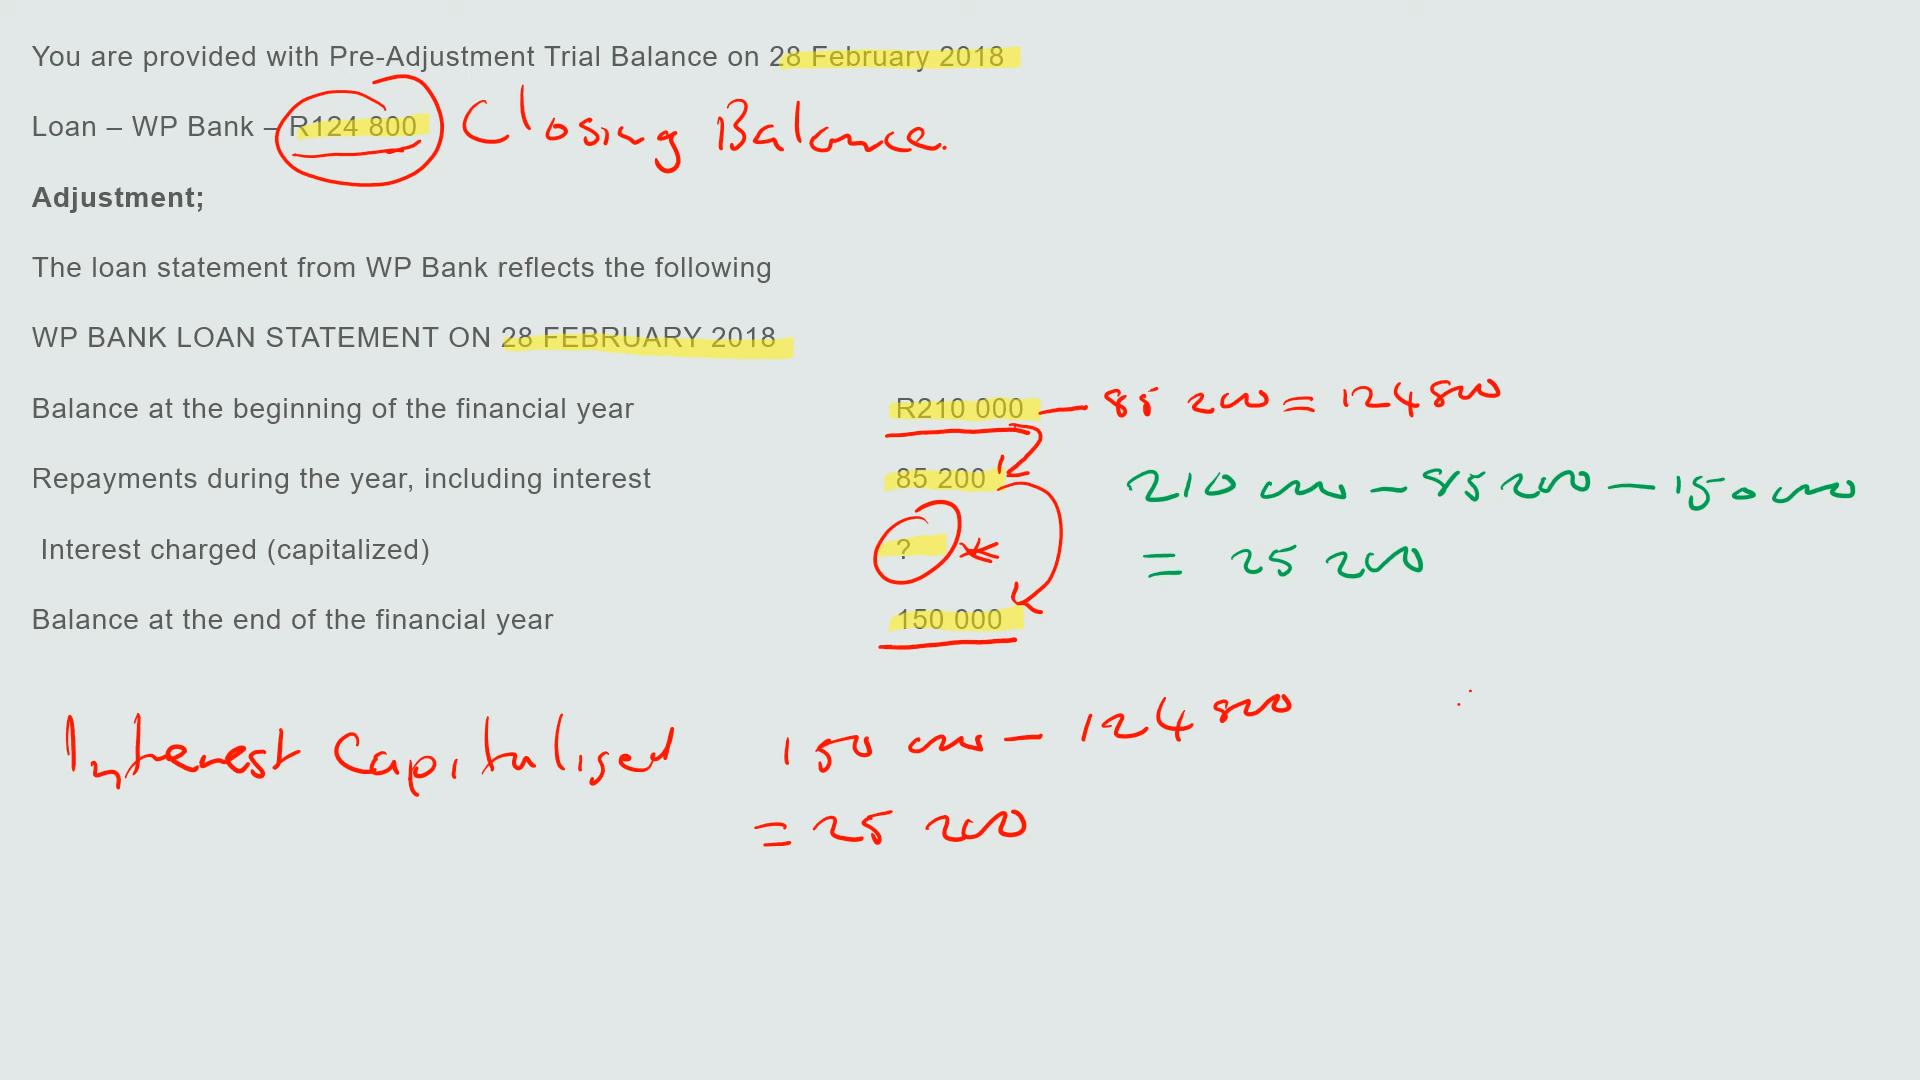 You are provided with Pre-Adjustment Trial Balance on 28 February 2018
Loan – WP Bank – R124 800 Closing Balance.
Adjustment;
The loan statement from WP Bank reflects the following
WP BANK LOAN STATEMENT ON 28 FEBRUARY 2018
Balance at the beginning of the financial year R210 000 — 85 200 = 124 800
Repayments during the year, including interest 85 200 210 000 – 85 200 – 150 000
Interest charged (capitalized) ? * = 25 200
Balance at the end of the financial year 150 000
Interest Capitalised 150 000 – 124 800
= 25 200